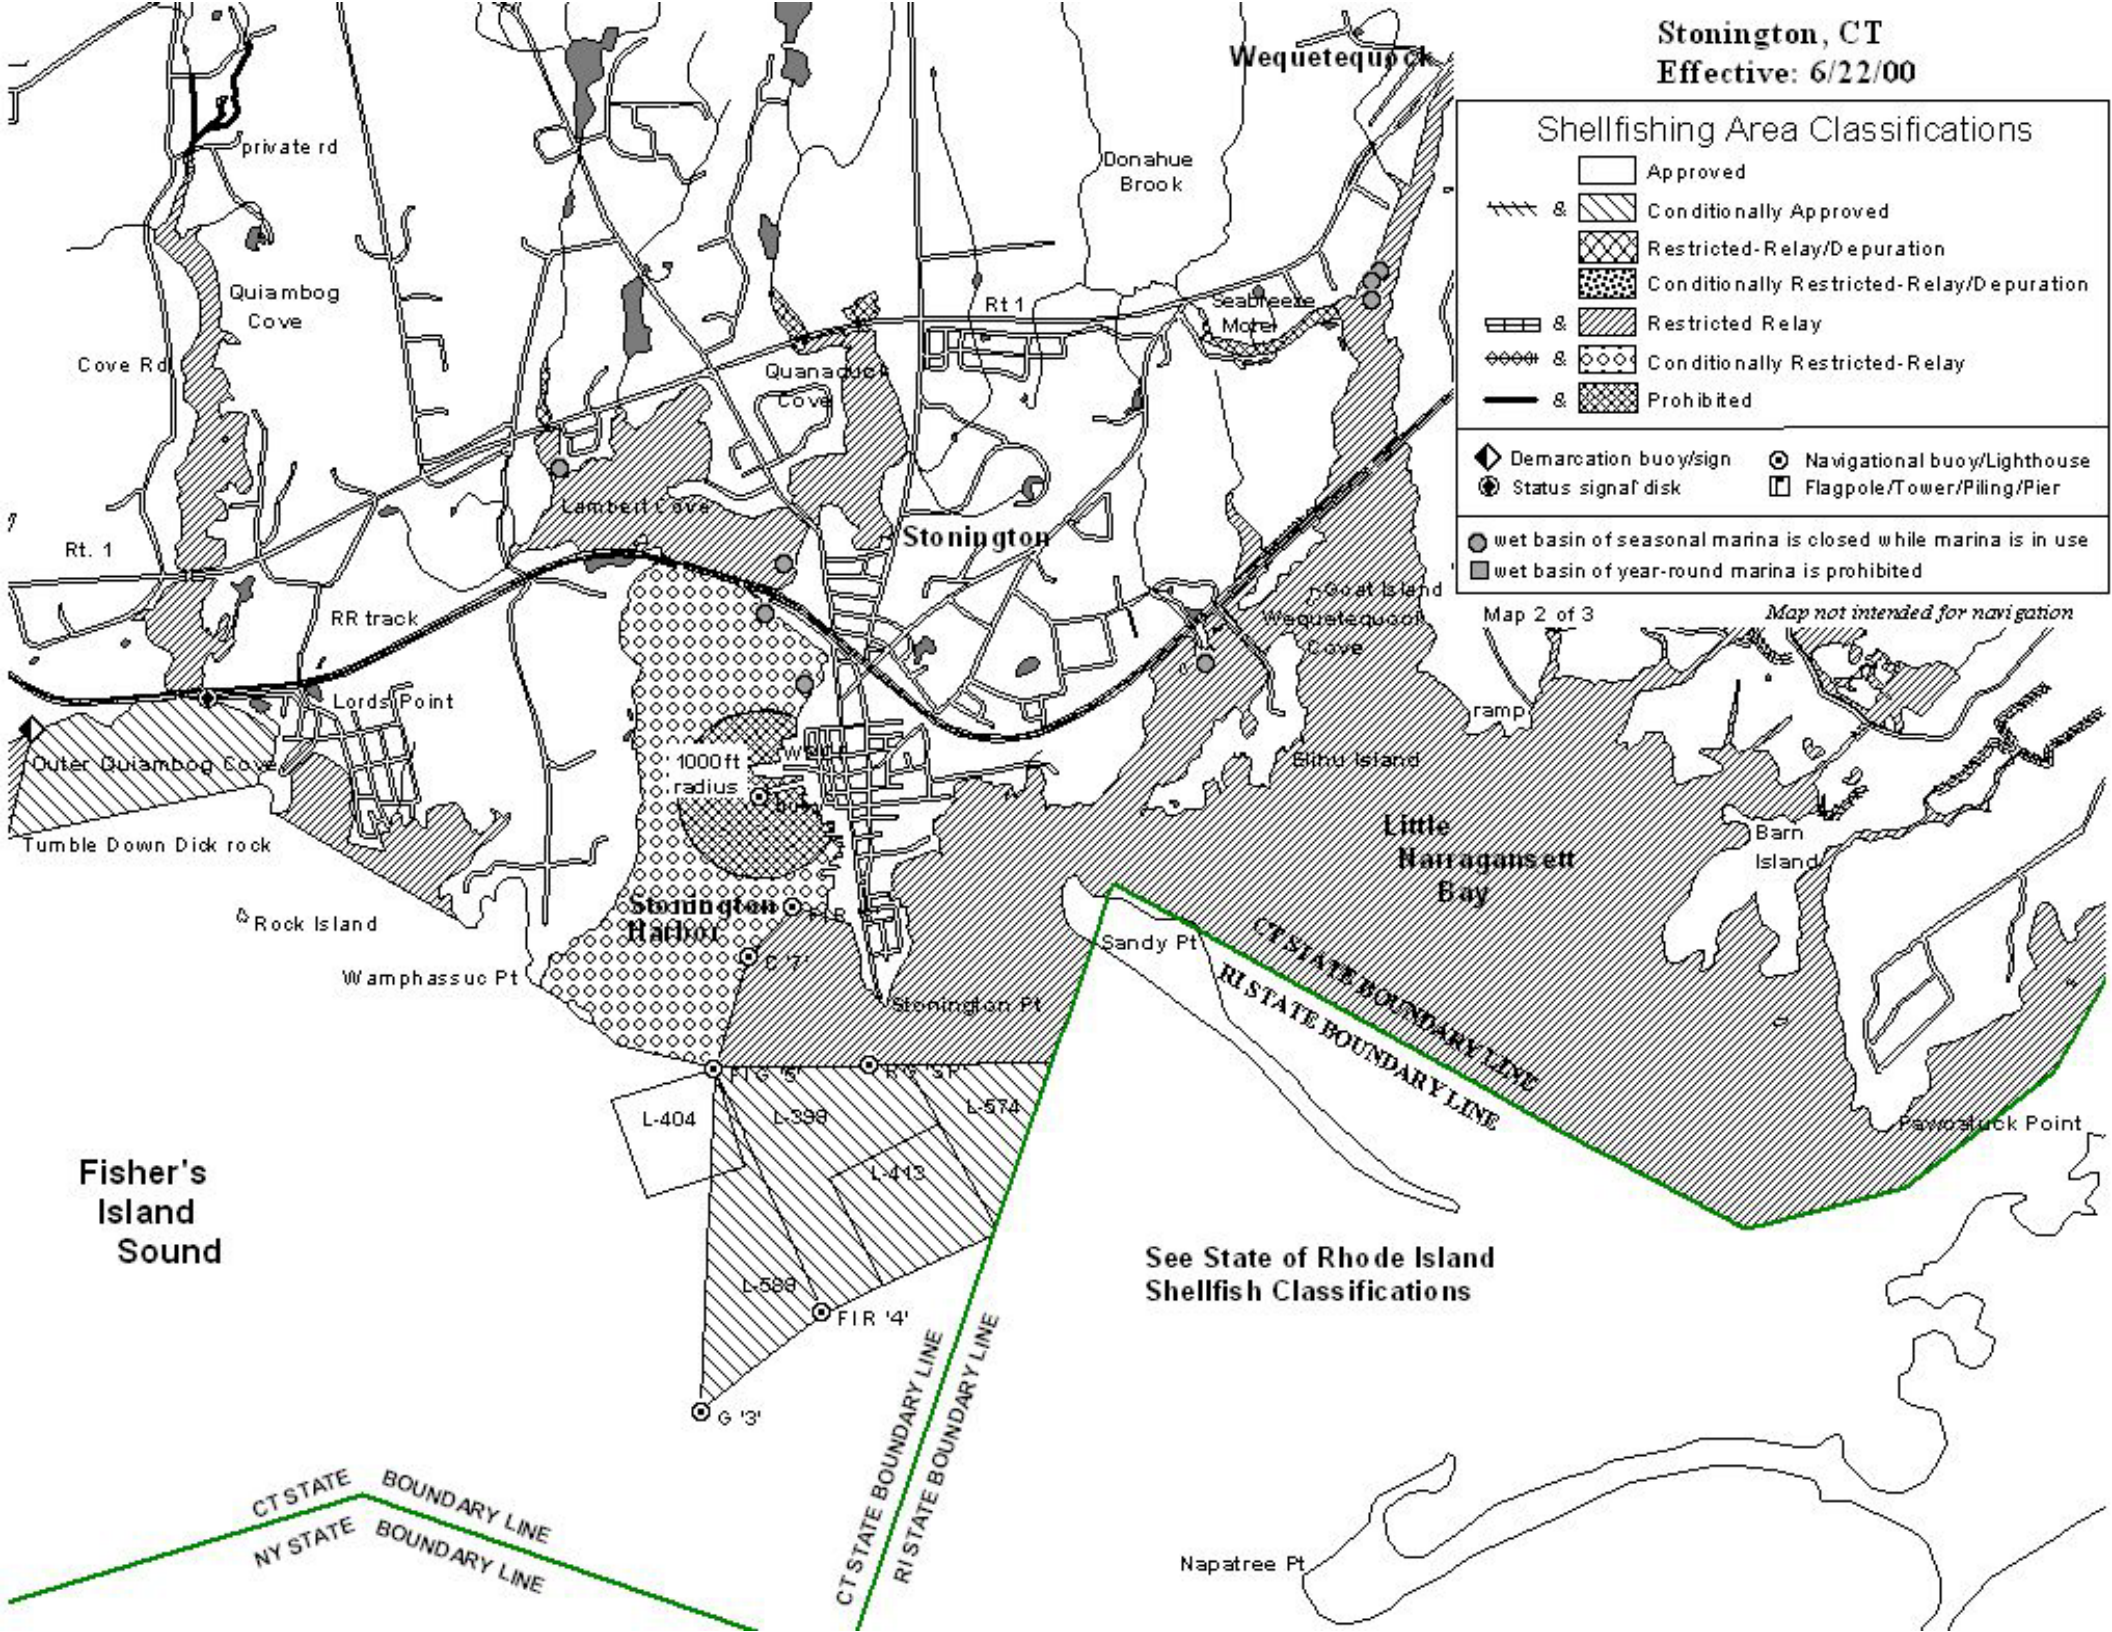 Stonington, CT
Effective: 6/22/00
Shellfishing Area Classifications
Approved
& Conditionally Approved
Restricted-Relay/Depuration
Conditionally Restricted-Relay/Depuration
& Restricted Relay
& Conditionally Restricted-Relay
& Prohibited
Demarcation buoy/sign
Navigational buoy/Lighthouse
Status signal disk
Flagpole/Tower/Piling/Pier
wet basin of seasonal marina is closed while marina is in use
wet basin of year-round marina is prohibited
Map 2 of 3
Map not intended for navigation
Wequetequock
private rd
Donahue
Brook
Quiambog
Cove
Rt 1
Seabreeze
Motel
Cove Rd
Quanaduck
Cove
Lambert Cove
Stonington
Rt. 1
RR track
Goat Island
Wequetequock
Cove
Lords Point
ramp
1000ft
radius
Outer Quiambog Cove
Elihu Island
Tumble Down Dick rock
Little
Narragansett
Bay
Barn
Island
Rock Island
Stonington
Harbor
Sandy Pt
C '7'
Wamphassuc Pt
Stonington Pt
CT STATE BOUNDARY LINE
RI STATE BOUNDARY LINE
Fl G '5'
L-404
L-398
L-574
L-413
Pawcatuck Point
Fisher's
Island
Sound
See State of Rhode Island
Shellfish Classifications
L-588
Fl R '4'
G '3'
CT STATE BOUNDARY LINE
RI STATE BOUNDARY LINE
CT STATE BOUNDARY LINE
NY STATE BOUNDARY LINE
Napatree Pt